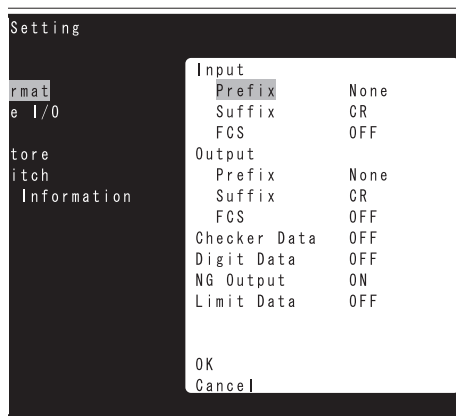 Setting
rmat
e I/O
tore
itch
Information
Input
Prefix None
Suffix CR
FCS OFF
Output
Prefix None
Suffix CR
FCS OFF
Checker Data OFF
Digit Data OFF
NG Output ON
Limit Data OFF
OK
Cancel